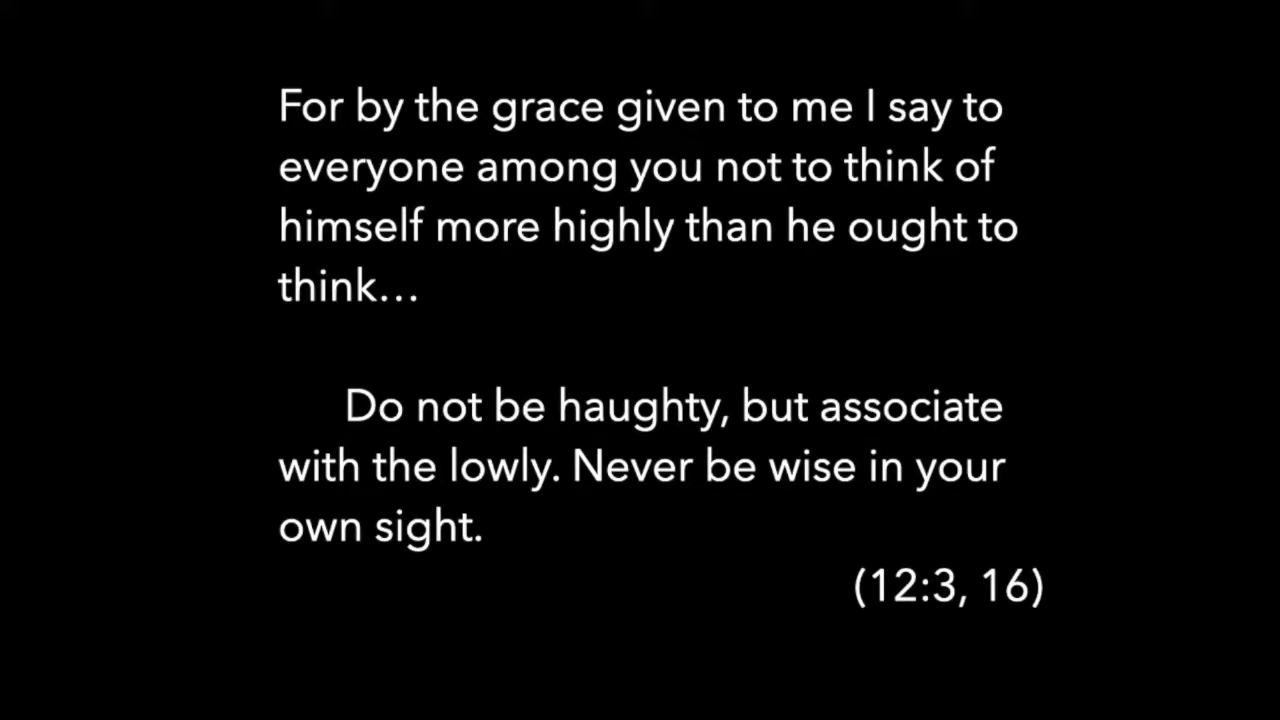 For by the grace given to me I say to
everyone among you not to think of
himself more highly than he ought to
think…
Do not be haughty, but associate
with the lowly. Never be wise in your
own sight.
(12:3, 16)